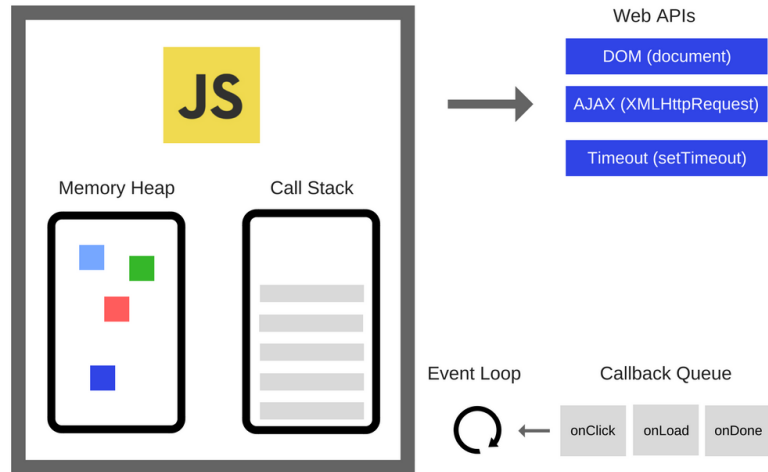 Web APIs
DOM (document)
JS
AJAX (XMLHttpRequest)
Timeout (setTimeout)
Memory Heap
Call Stack
Event Loop
Callback Queue
onClick
onLoad
onDone